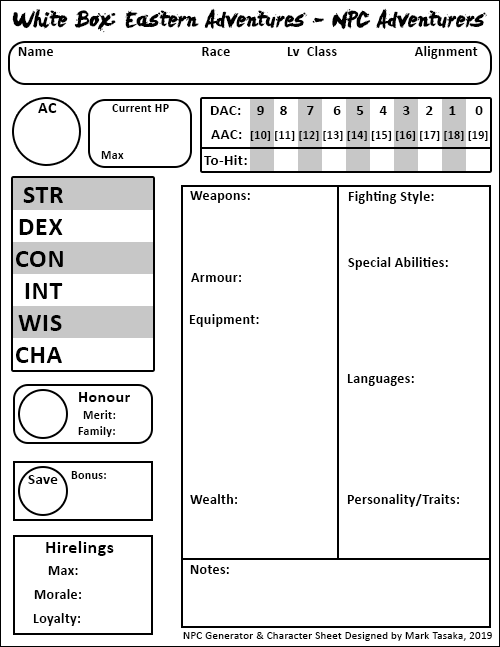 White Box: Eastern Adventures - NPC Adventurers
Name Race Lv Class Alignment
AC
Current HP
Max
DAC: 9 8 7 6 5 4 3 2 1 0
AAC: [10] [11] [12] [13] [14] [15] [16] [17] [18] [19]
To-Hit:
STR
DEX
CON
INT
WIS
CHA
Honour
Merit:
Family:
Save
Bonus:
Hirelings
Max:
Morale:
Loyalty:
Weapons:
Armour:
Equipment:
Wealth:
Fighting Style:
Special Abilities:
Languages:
Personality/Traits:
Notes:
NPC Generator & Character Sheet Designed by Mark Tasaka, 2019